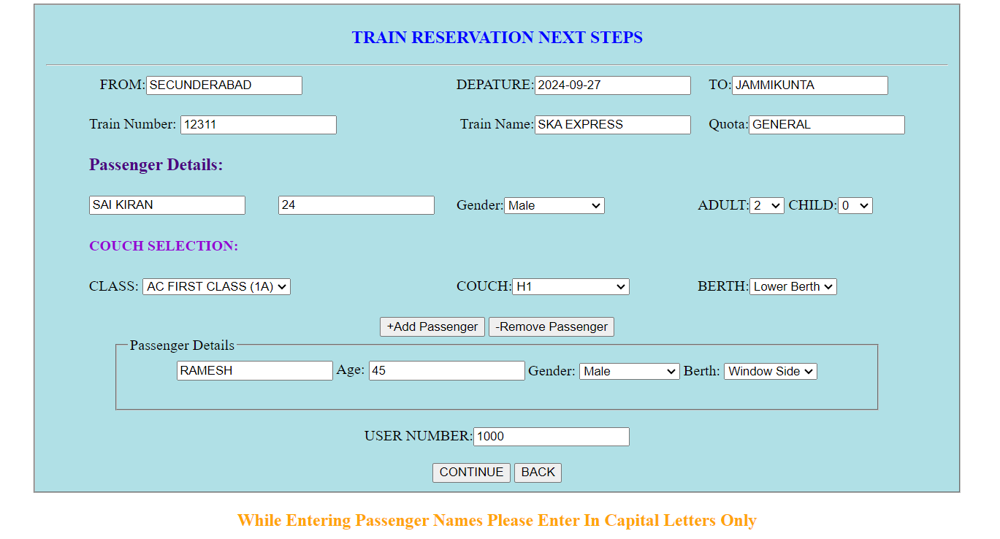 TRAIN RESERVATION NEXT STEPS
FROM: SECUNDERABAD DEPATURE: 2024-09-27 TO: JAMMIKUNTA
Train Number: 12311 Train Name: SKA EXPRESS Quota: GENERAL
Passenger Details:
SAI KIRAN 24 Gender: Male ADULT: 2 CHILD: 0
COUCH SELECTION:
CLASS: AC FIRST CLASS (1A) COUCH: H1 BERTH: Lower Berth
+Add Passenger -Remove Passenger
Passenger Details
RAMESH Age: 45 Gender: Male Berth: Window Side
USER NUMBER: 1000
CONTINUE BACK
While Entering Passenger Names Please Enter In Capital Letters Only